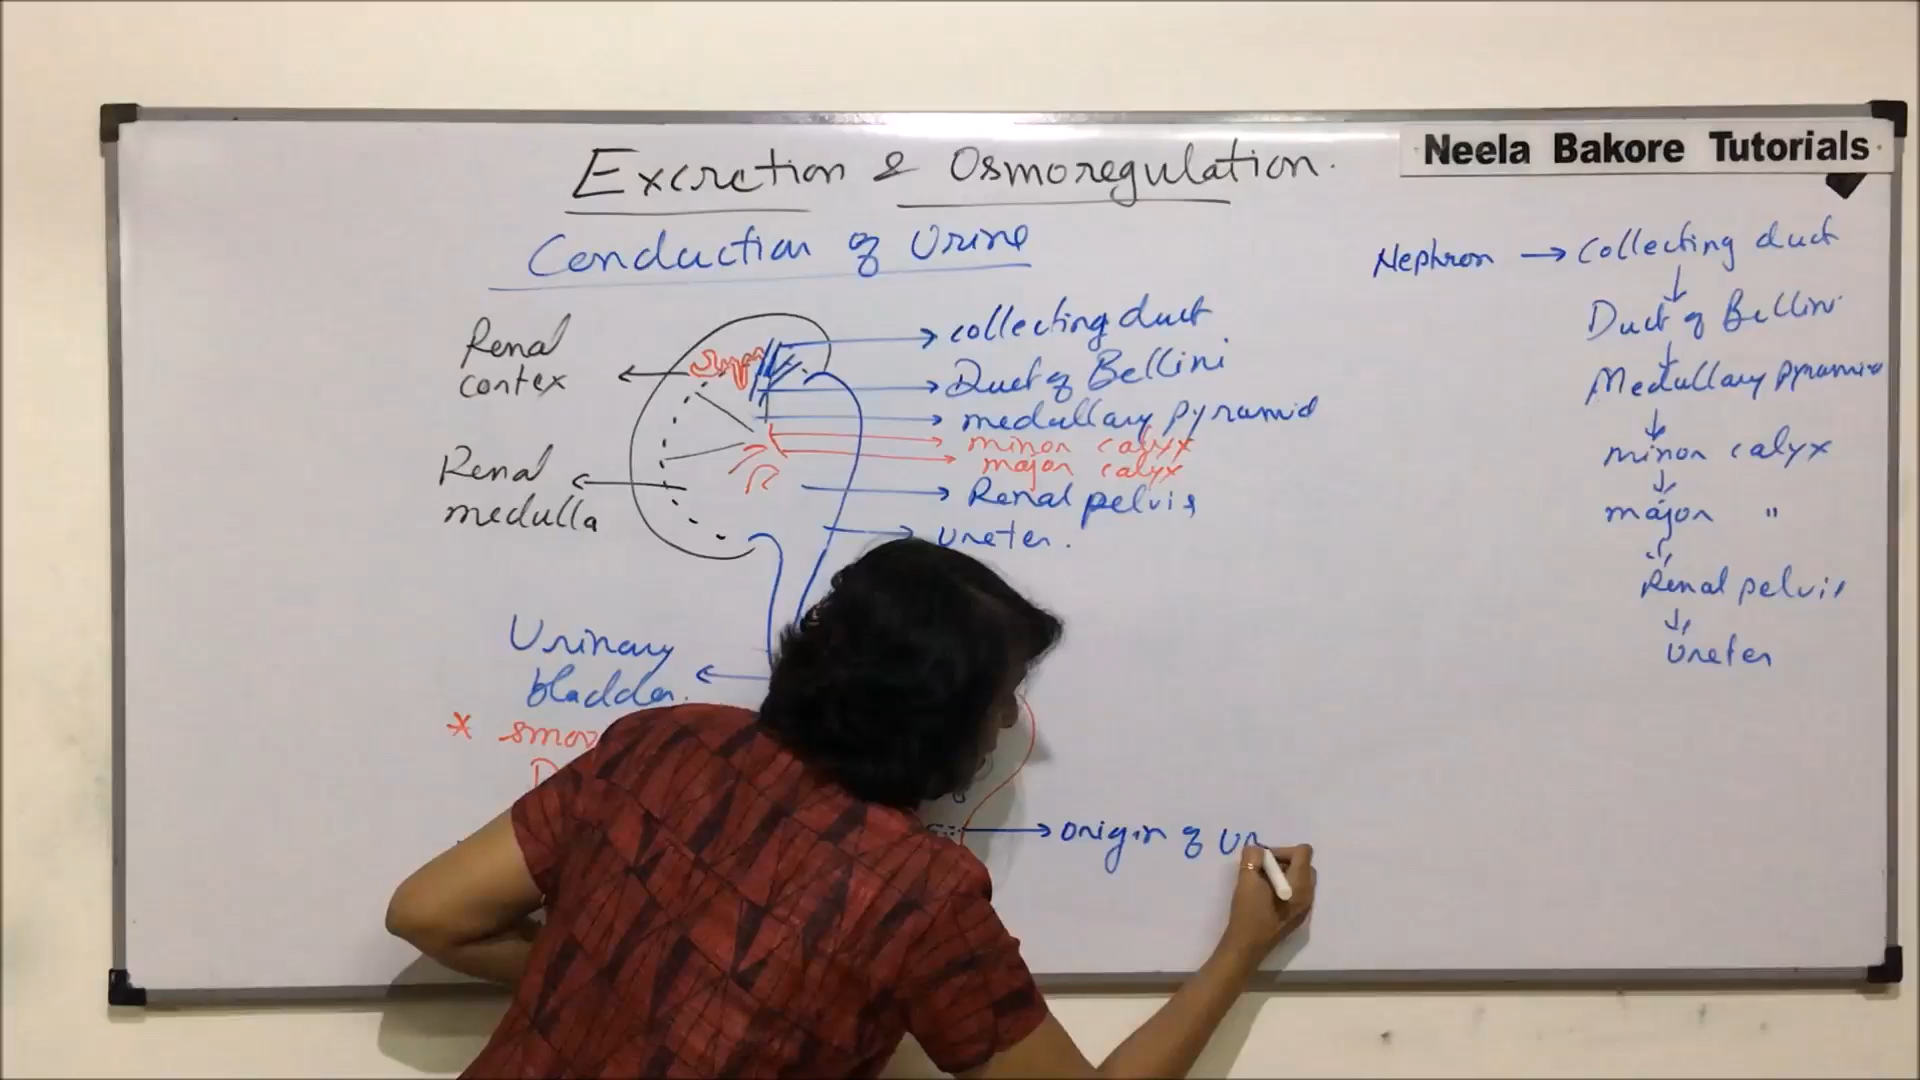 Neela Bakore Tutorials
Excretion & Osmoregulation.
Conduction of Urine
Renal
cortex
Renal
medulla
collecting duct
Duct of Bellini
medullary pyramid
minor calyx
major calyx
Renal pelvis
Ureter.
Urinary
bladder.
*
origin of
Nephron → Collecting duct
↓
Duct of Bellini
↓
Medullary pyramid
↓
minor calyx
↓
major "
↓
Renal pelvis
↓
Ureter